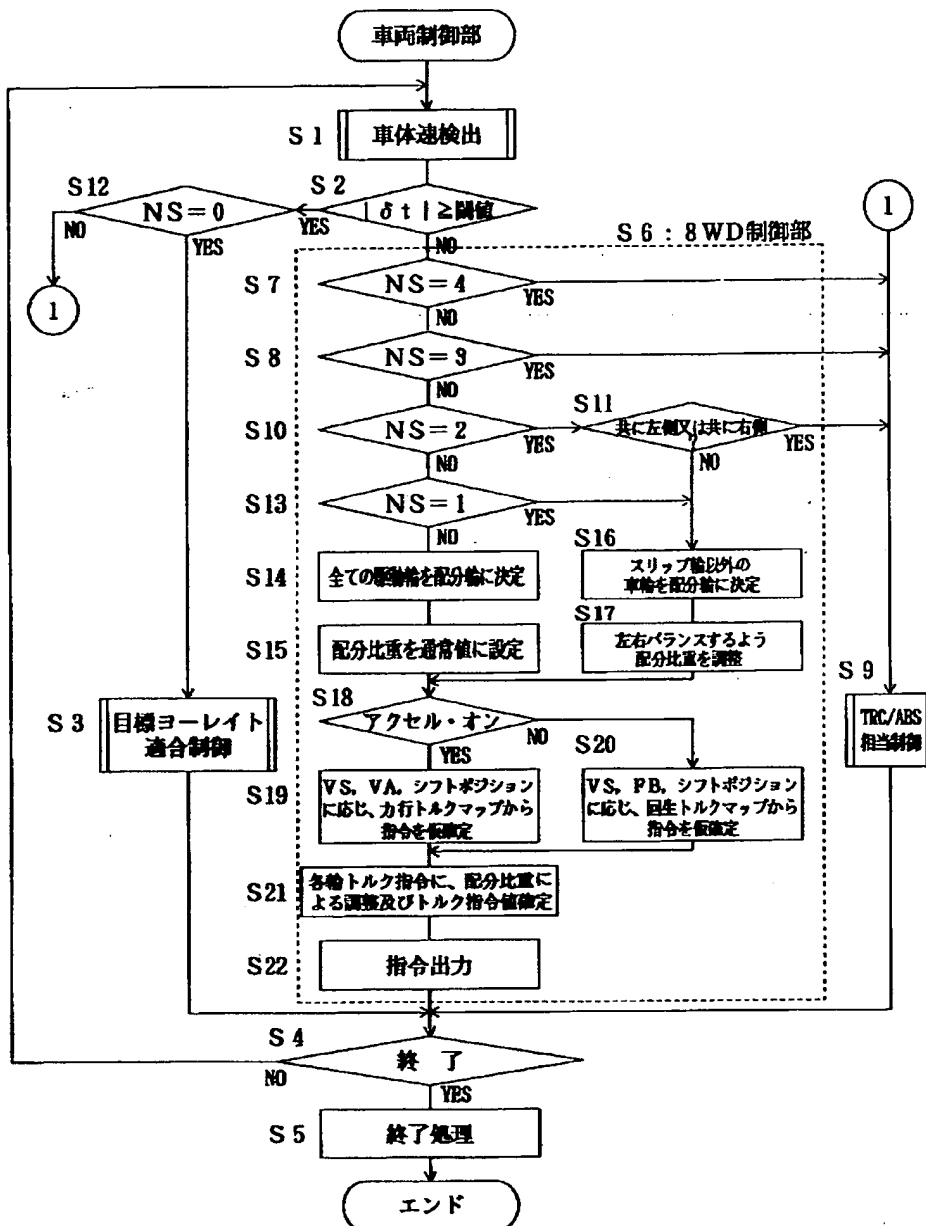 車両制御部
S1
車体速検出
S12
NS=0
NO
YES
S2
|δt|≧閾値
YES
NO
1
1
S6:8WD制御部
S7
NS=4
YES
NO
S8
NS=3
YES
NO
S10
NS=2
YES
NO
S11
共に左側又は共に右側
YES
NO
S13
NS=1
YES
NO
S14
全ての駆動輪を配分輪に決定
S16
スリップ輪以外の
車輪を配分輪に決定
S15
配分比重を通常値に設定
S17
左右バランスするよう
配分比重を調整
S3
目標ヨーレイト
適合制御
S9
TRC/ABS
相当制御
S18
アクセル・オン
NO
YES
S19
VS,VA,シフトポジション
に応じ、力行トルクマップから
指令を仮確定
S20
VS,FB,シフトポジション
に応じ、回生トルクマップから
指令を仮確定
S21
各輪トルク指令に、配分比重に
よる調整及びトルク指令値確定
S22
指令出力
S4
終了
NO
YES
S5
終了処理
エンド